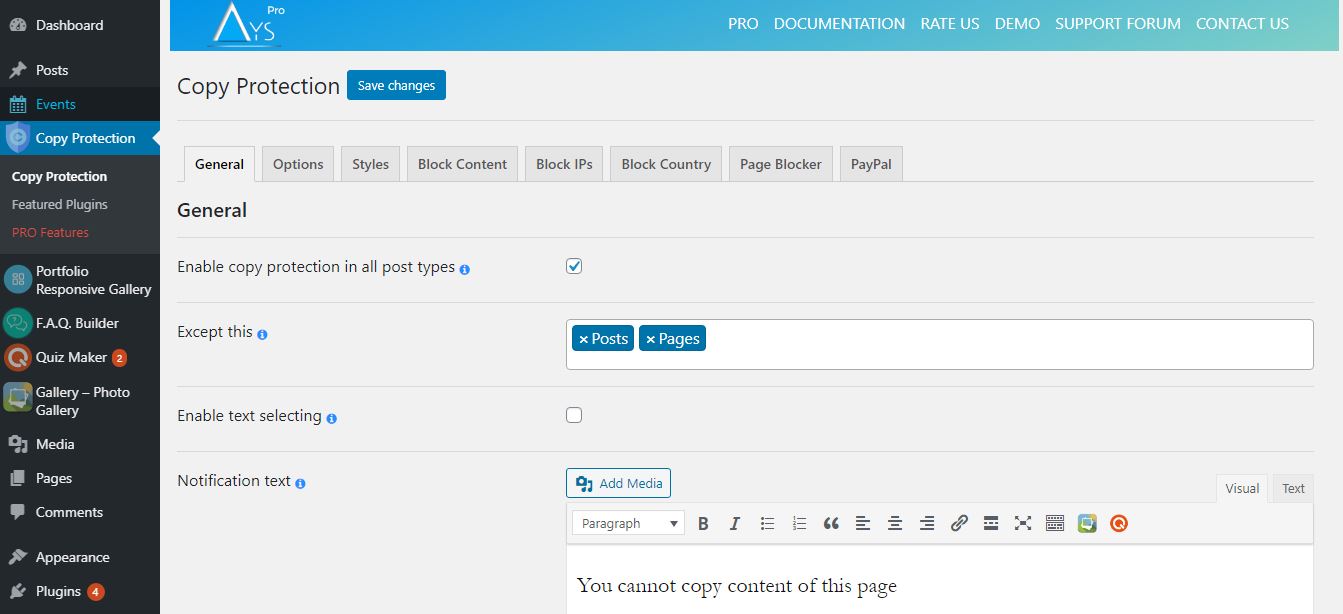 Dashboard
Posts
Events
Copy Protection
Copy Protection
Featured Plugins
PRO Features
Portfolio
Responsive Gallery
F.A.Q. Builder
Quiz Maker 2
Gallery – Photo
Gallery
Media
Pages
Comments
Appearance
Plugins 4
AYS Pro
PRO DOCUMENTATION RATE US DEMO SUPPORT FORUM CONTACT US
Copy Protection Save changes
General Options Styles Block Content Block IPs Block Country Page Blocker PayPal
General
Enable copy protection in all post types
Except this × Posts × Pages
Enable text selecting
Notification text Add Media
Visual Text
Paragraph B I
You cannot copy content of this page